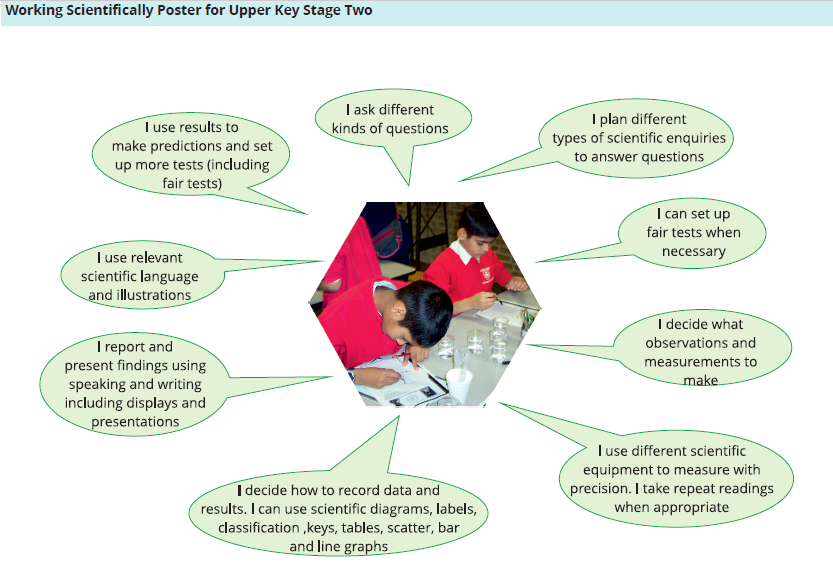 Working Scientifically Poster for Upper Key Stage Two
I ask different
kinds of questions
I plan different
types of scientific enquiries
to answer questions
I can set up
fair tests when
necessary
I decide what
observations and
measurements to
make
I use different scientific
equipment to measure with
precision. I take repeat readings
when appropriate
I decide how to record data and
results. I can use scientific diagrams, labels,
classification ,keys, tables, scatter, bar
and line graphs
I report and
present findings using
speaking and writing
including displays and
presentations
I use relevant
scientific language
and illustrations
I use results to
make predictions and set
up more tests (including
fair tests)